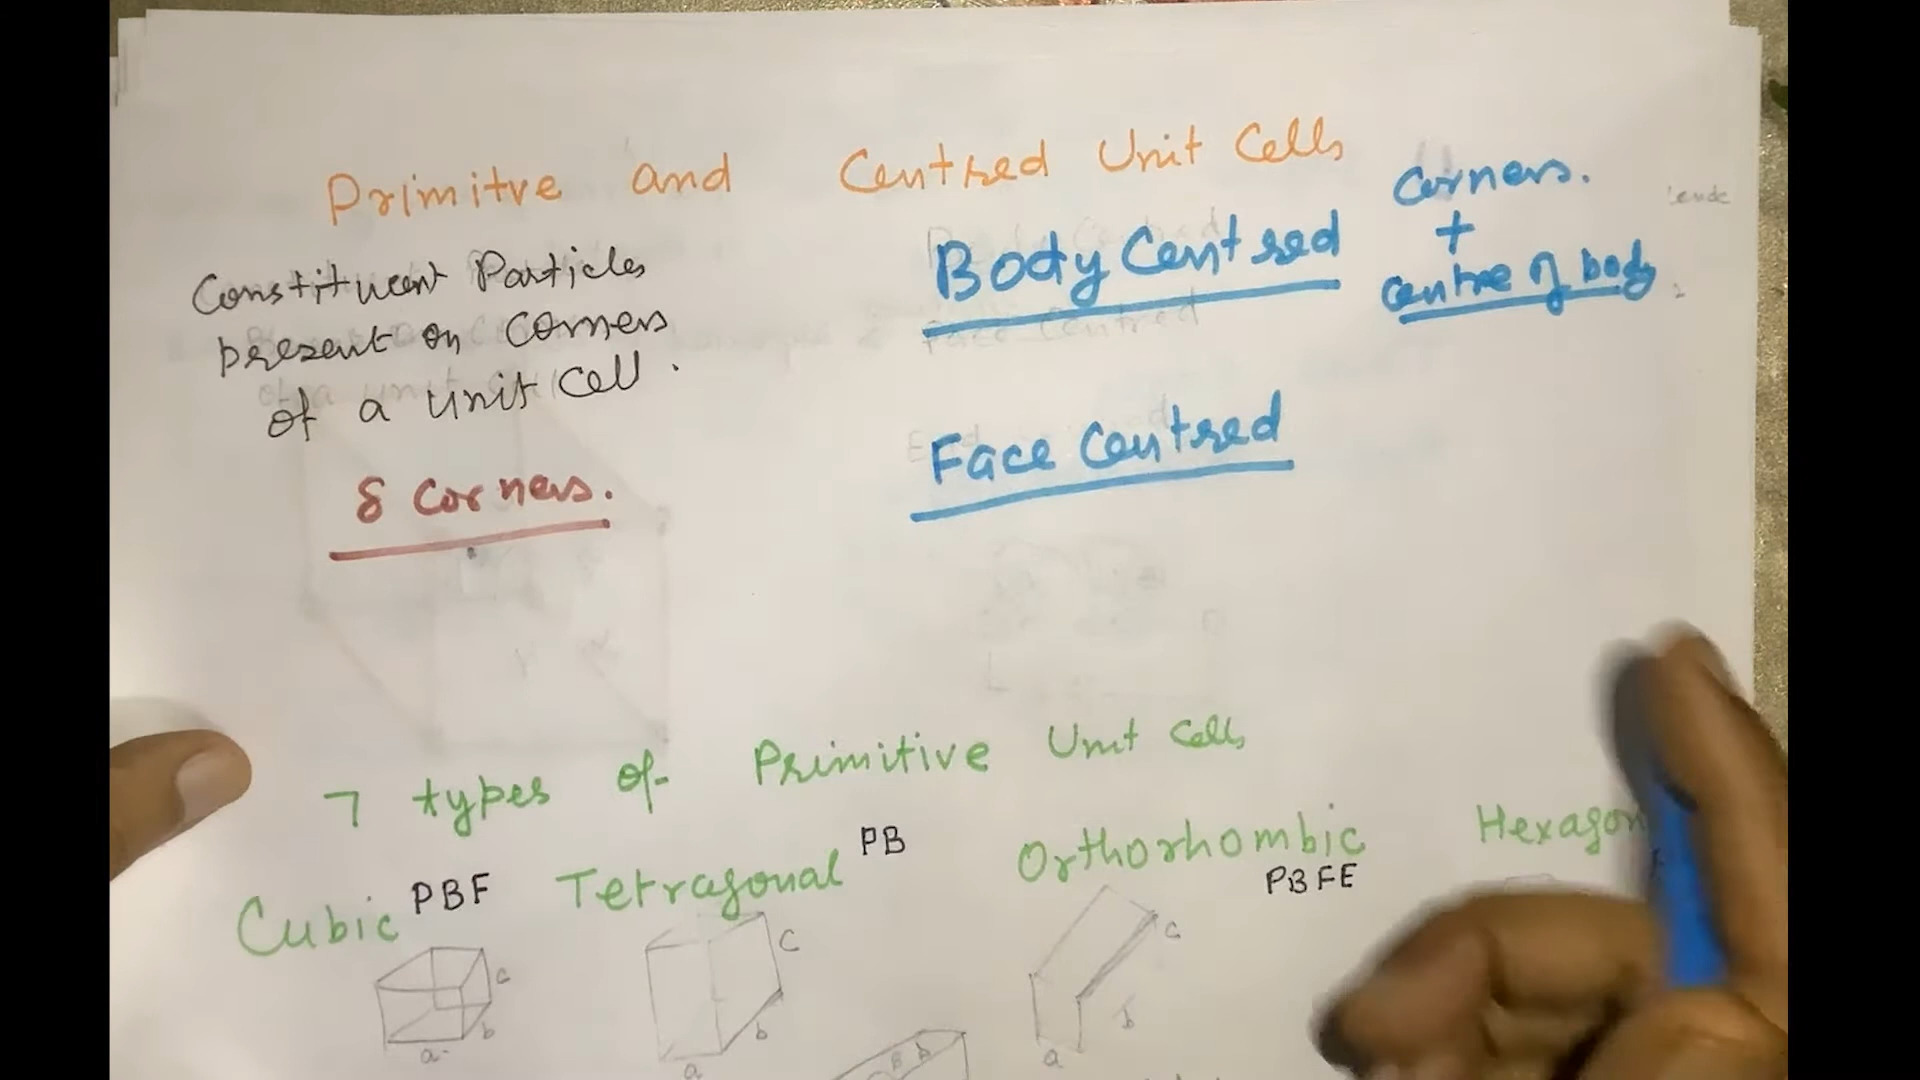 Primitve and Centred Unit Cells
Constituent Particles
present on Corners
of a unit cell.
8 Corners.
Body Centred
Corners.
+
centre of body
Face Centred
7 types of Primitive Unit Cells
Cubic PBF
Tetragonal PB
Orthorhombic
PBFE
Hexagon
a
b
c
a
b
c
a
b
c